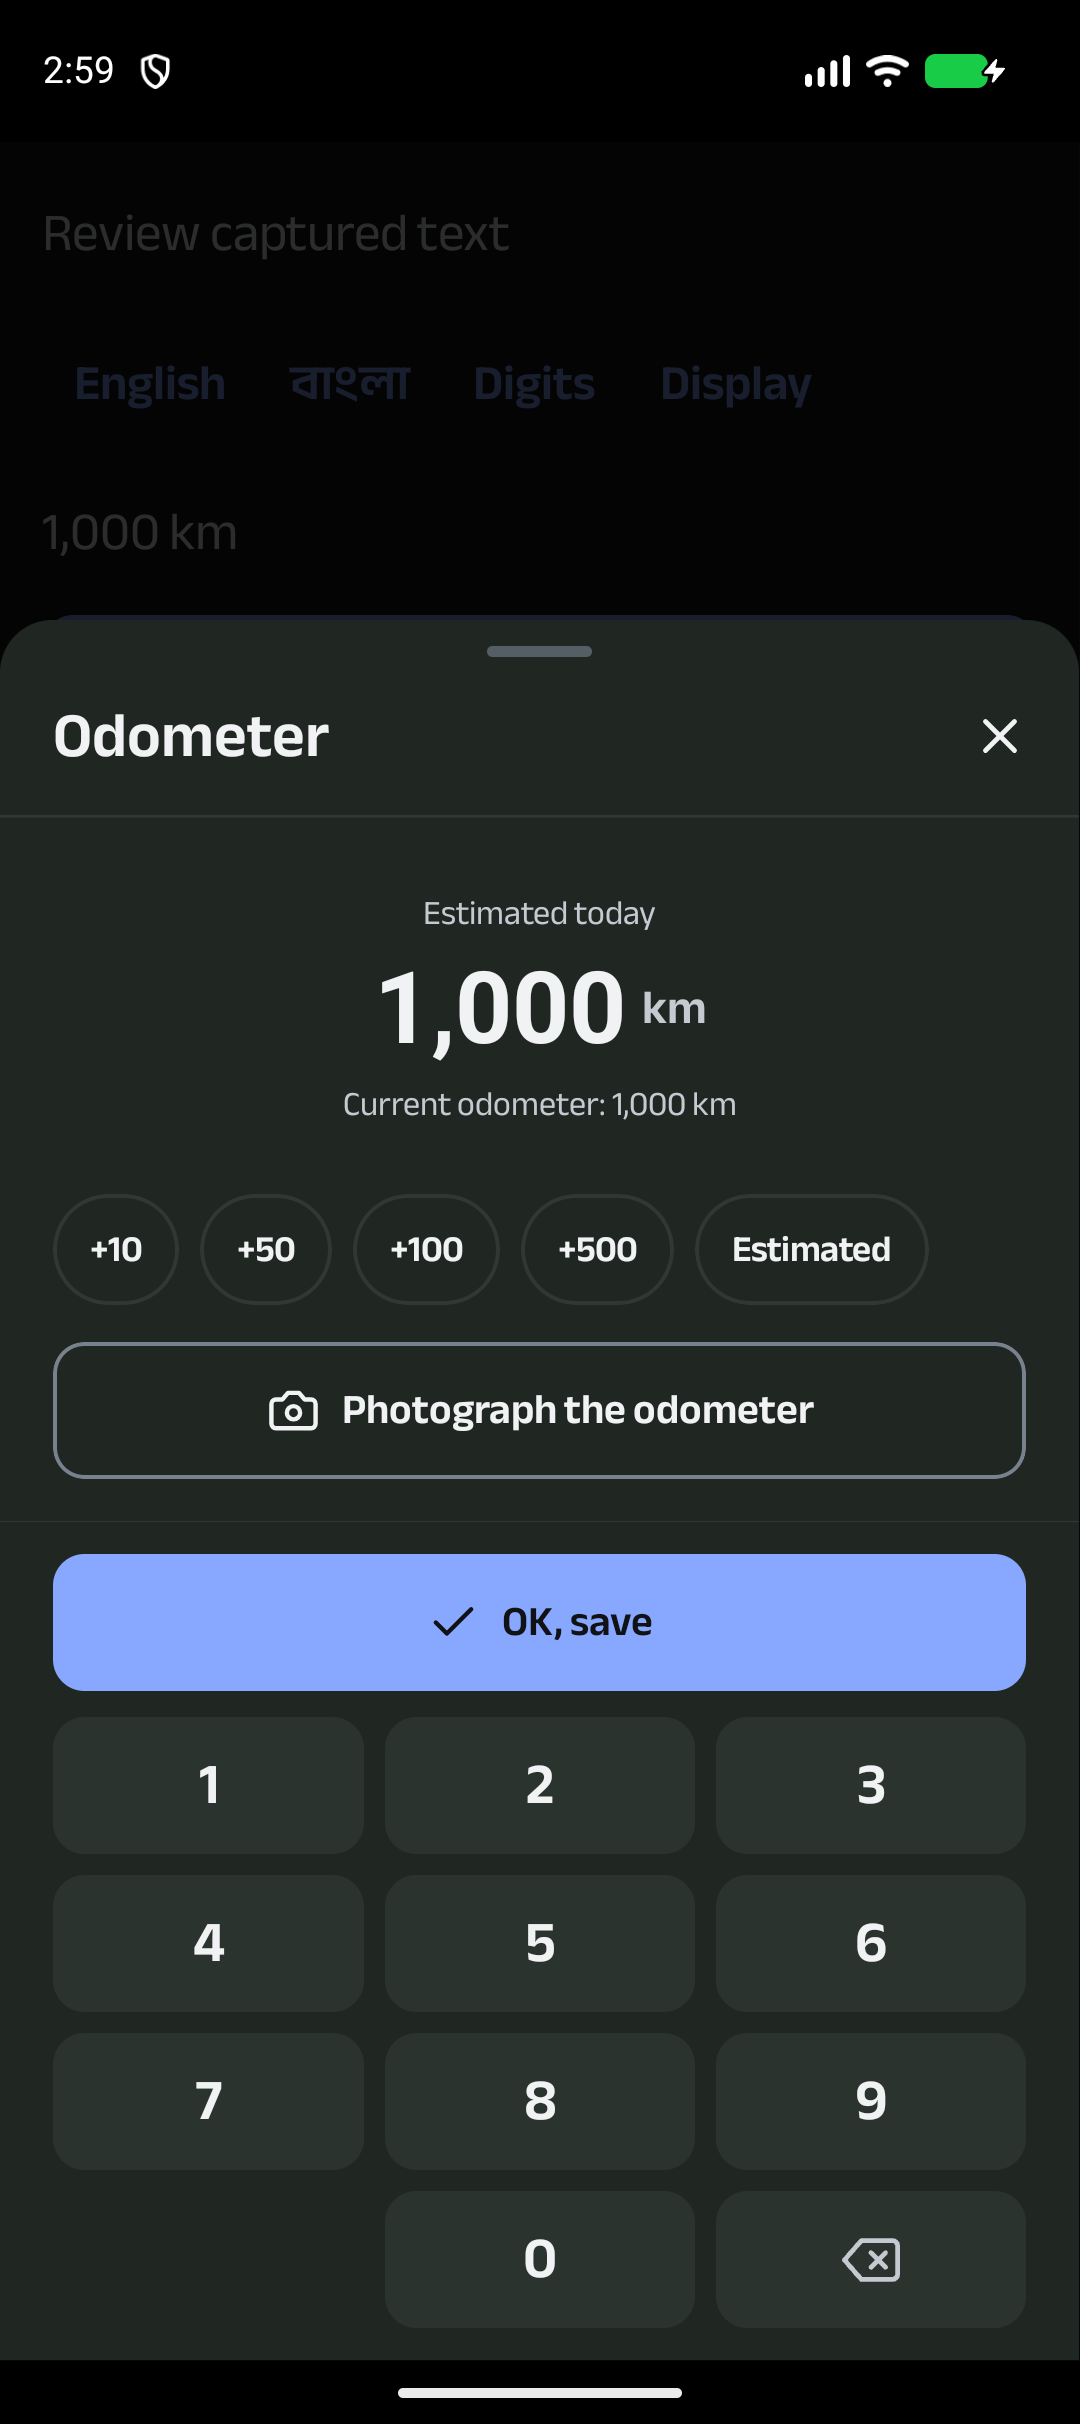 2:59
Review captured text
English বাংলা Digits Display
1,000 km
Odometer
Estimated today
1,000 km
Current odometer: 1,000 km
+10 +50 +100 +500 Estimated
Photograph the odometer
OK, save
1 2 3
4 5 6
7 8 9
0